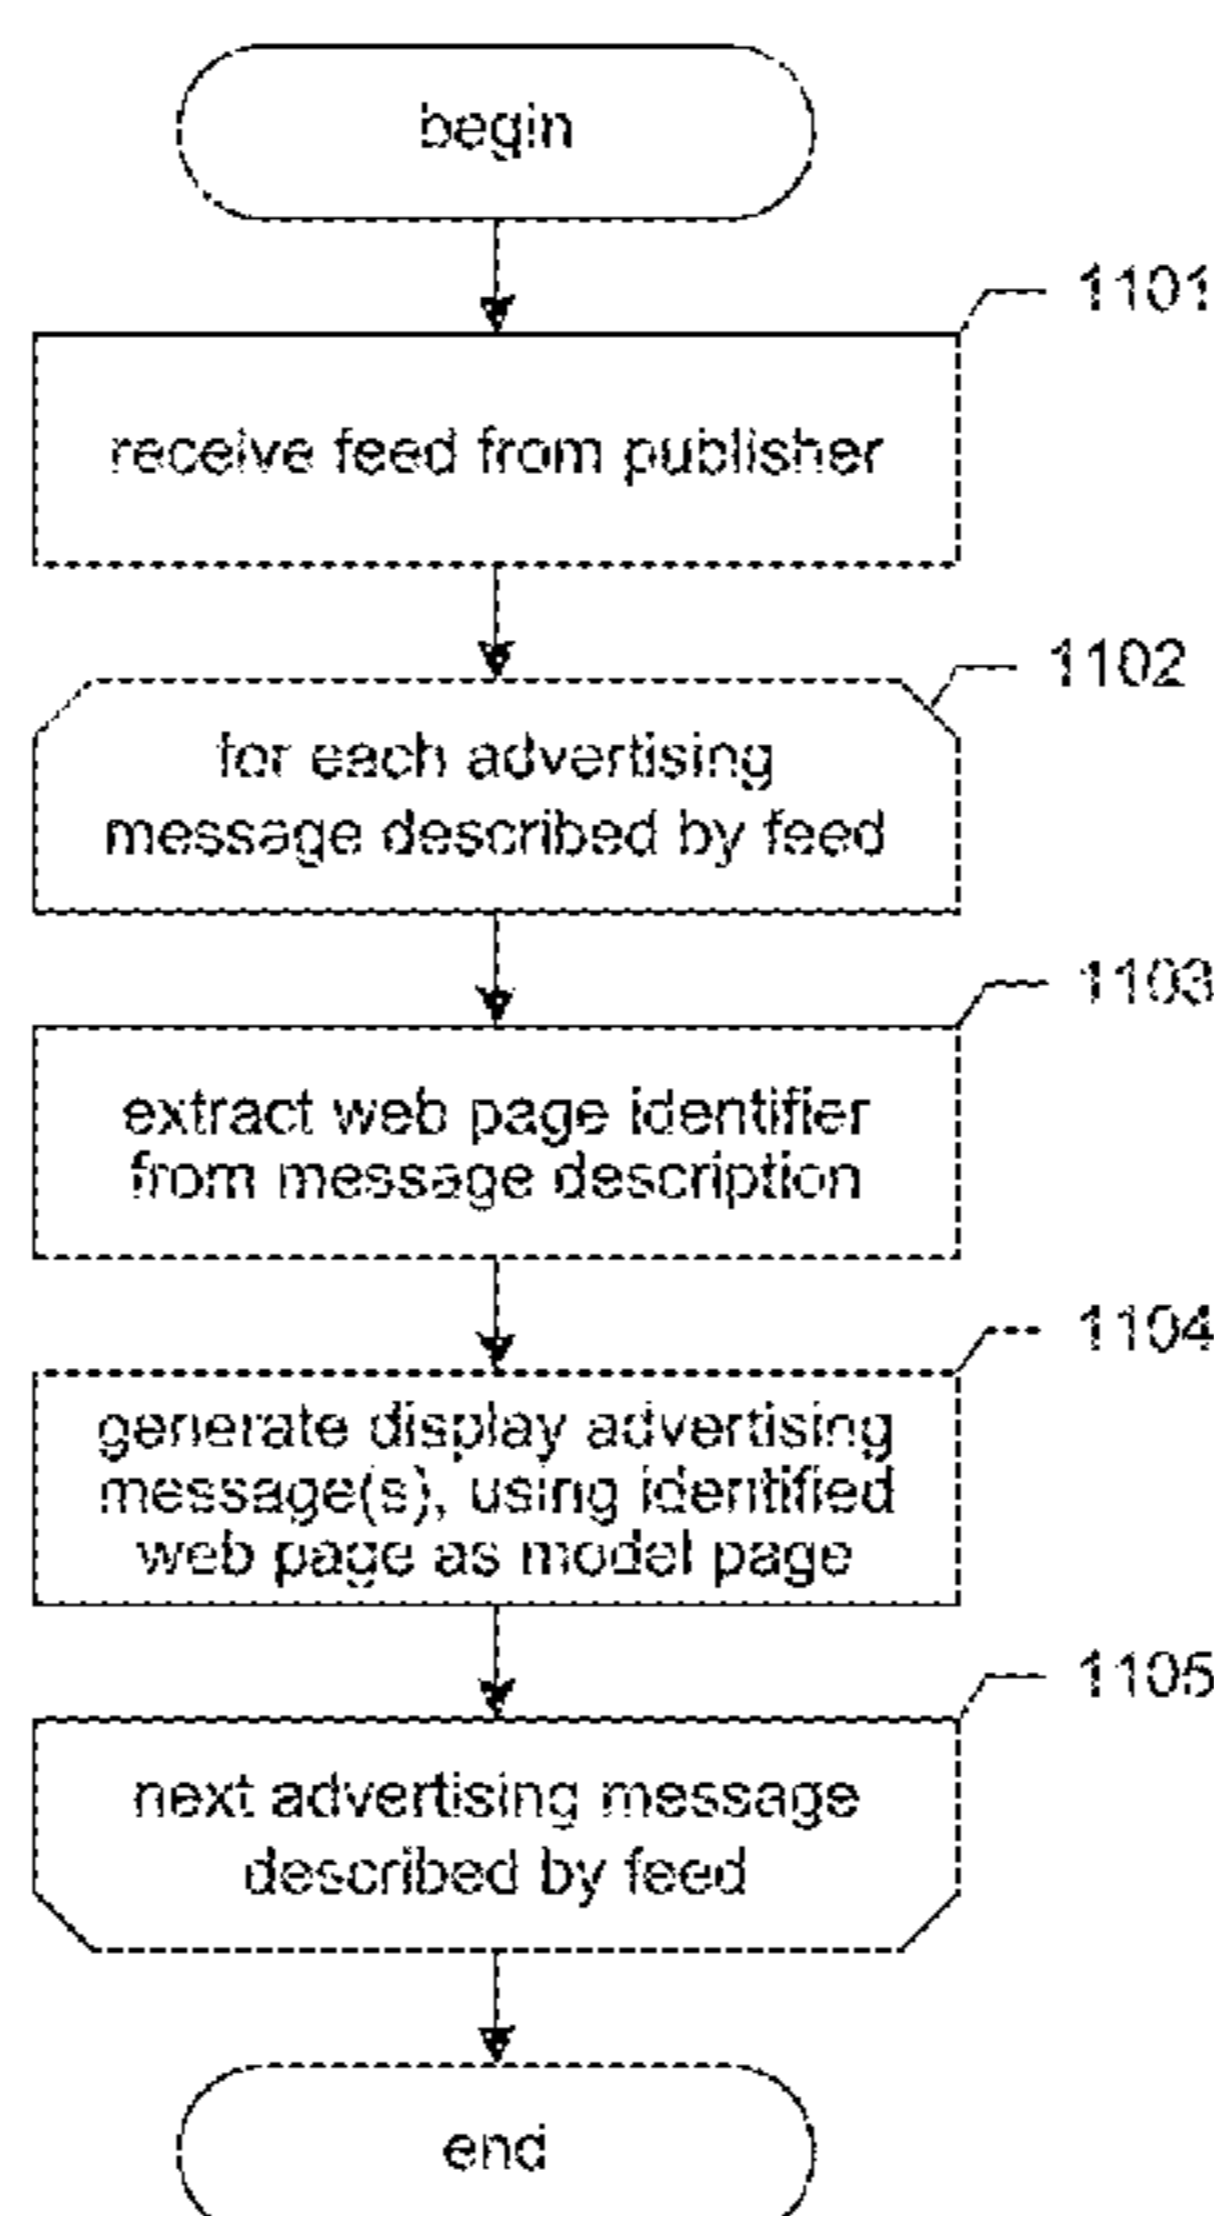 begin
1101
receive feed from publisher
1102
for each advertising
message described by feed
1103
extract web page identifier
from message description
1104
generate display advertising
message(s), using identified
web page as model page
1105
next advertising message
described by feed
end